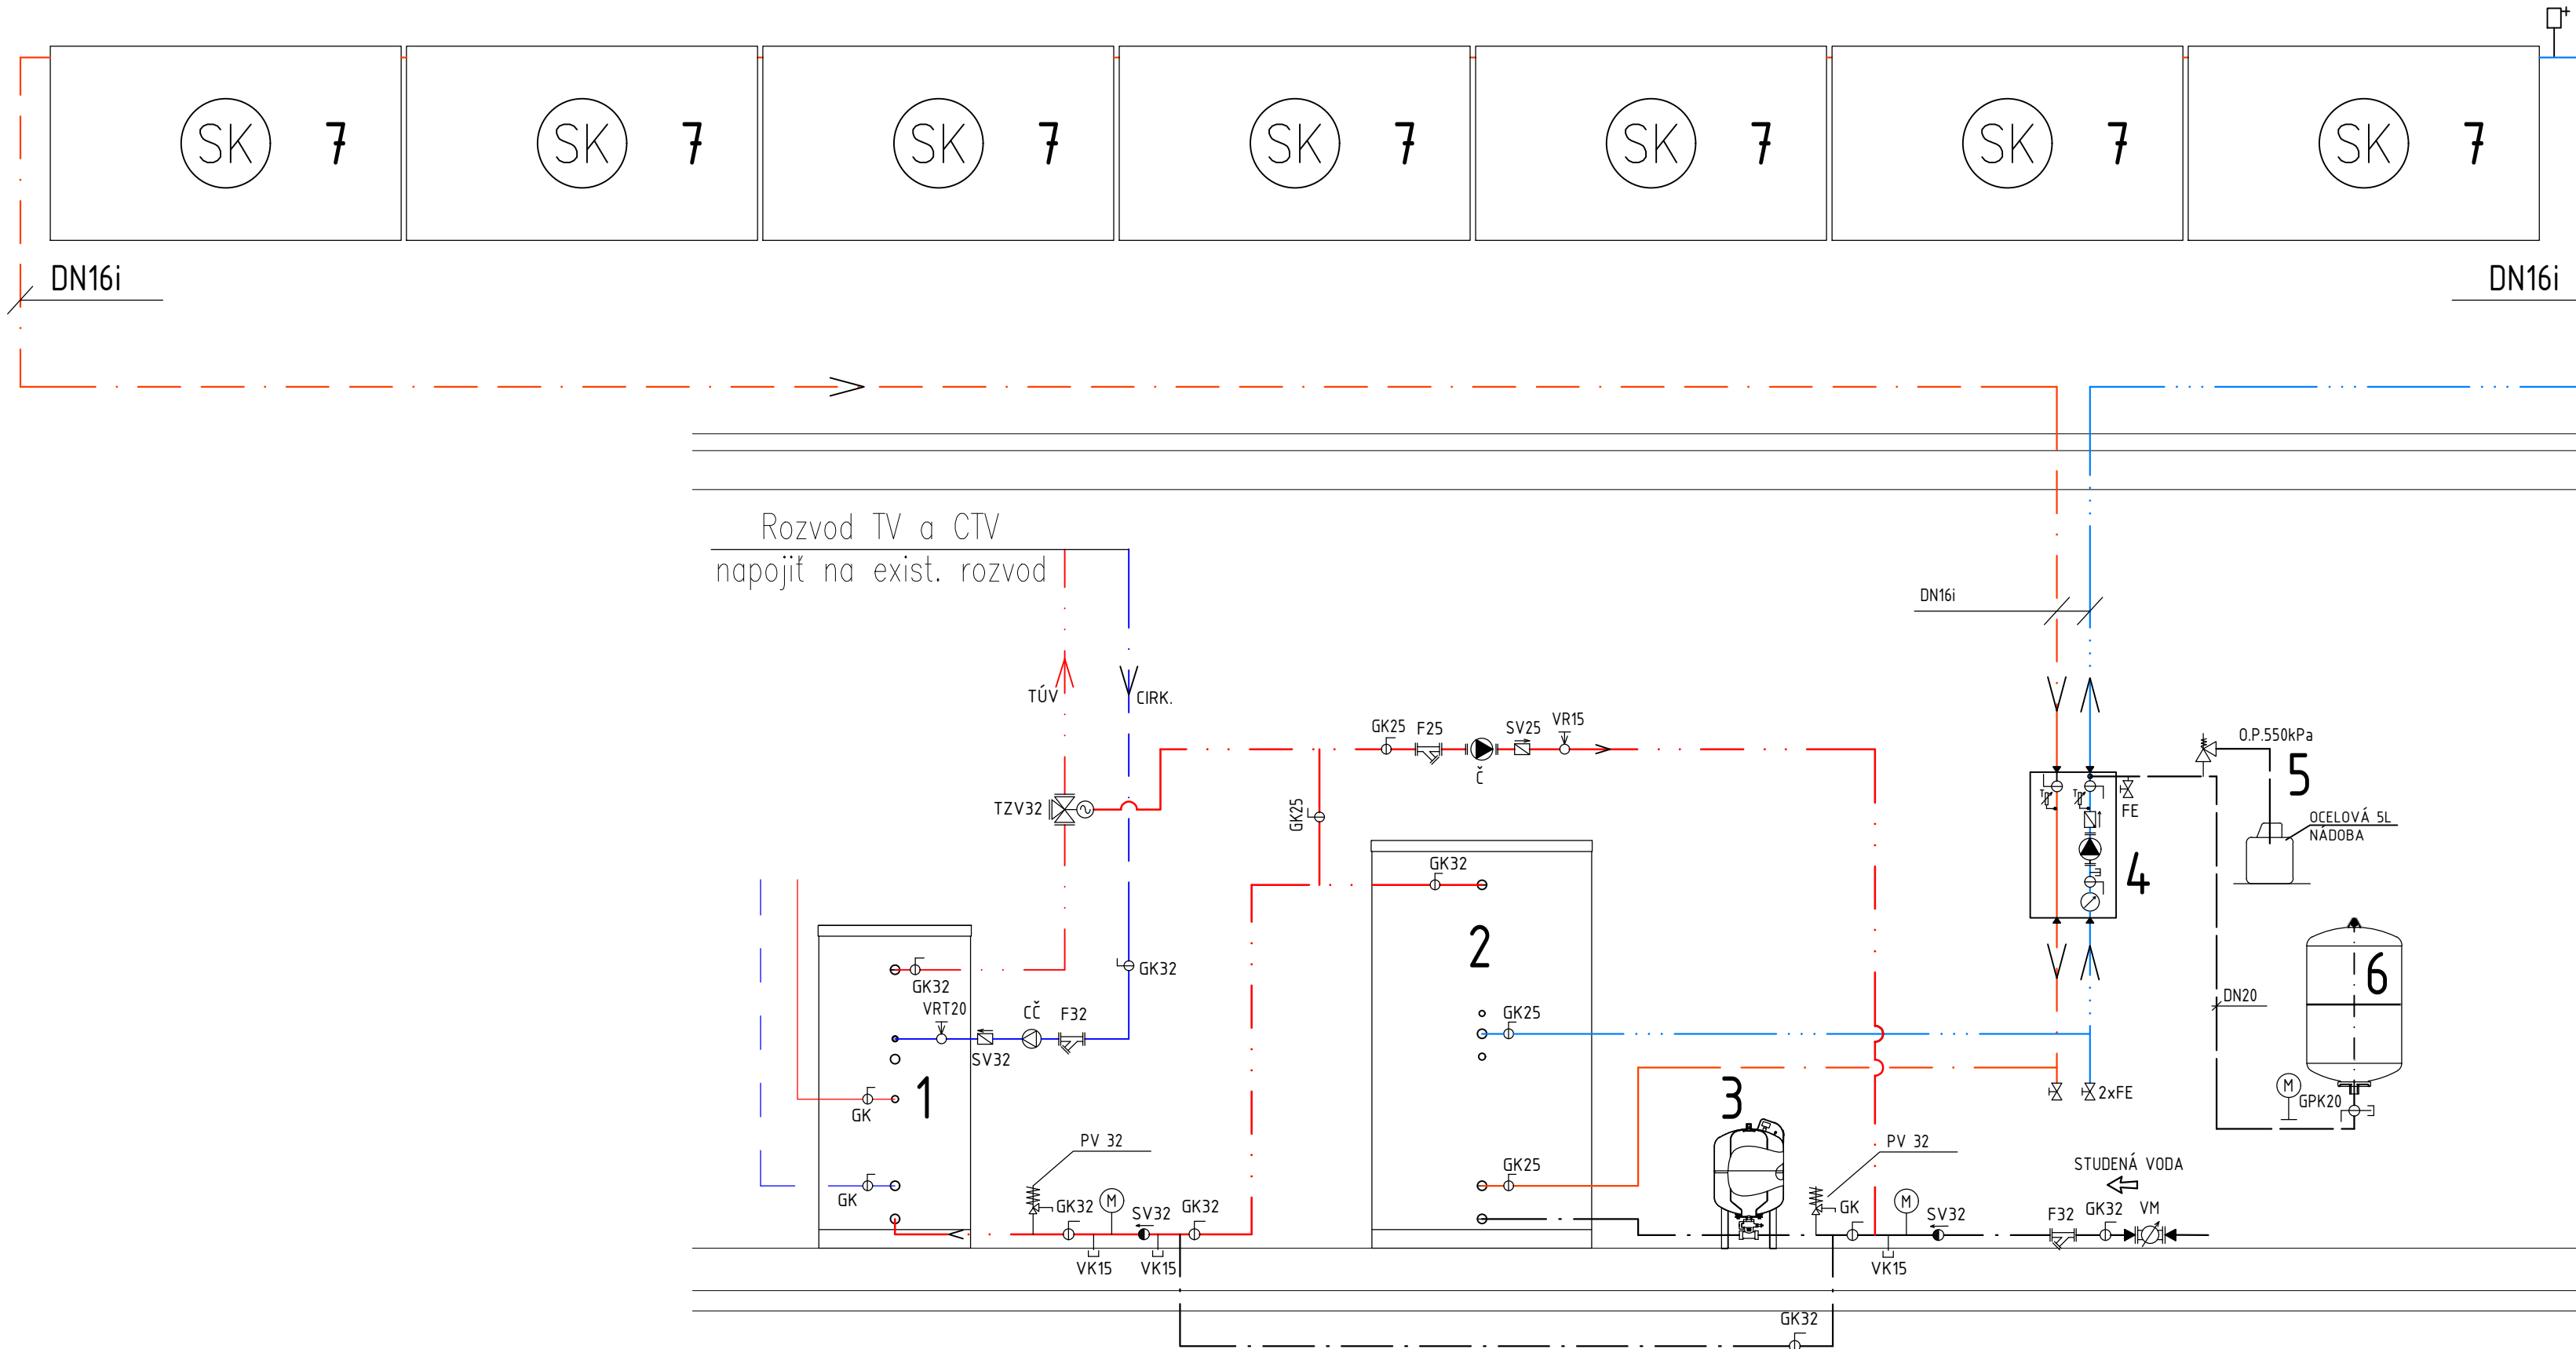 SK 7 SK 7 SK 7 SK 7 SK 7 SK 7 SK 7
DN16i DN16i
Rozvod TV a CTV
napojiť na exist. rozvod
DN16i
TÚV CIRK.
GK25 F25 SV25 VR15
Č
O.P.550kPa
5
TZV32
GK25
FE
OCELOVÁ 5L
NÁDOBA
T T
GK32
4
2
6
GK32
GK32
VRT20 CČ F32
SV32
GK25
DN20
1
GK
3
2xFE
M
GPK20
PV 32
PV 32
GK25
STUDENÁ VODA
GK
GK32 M SV32 GK32
GK M SV32 F32 GK32 VM
VK15 VK15
VK15
GK32